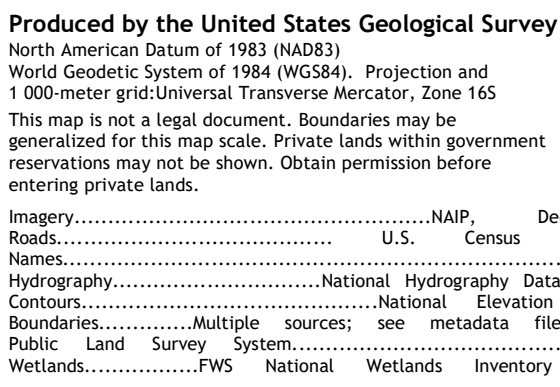 Produced by the United States Geological Survey
North American Datum of 1983 (NAD83)
World Geodetic System of 1984 (WGS84). Projection and
1 000-meter grid:Universal Transverse Mercator, Zone 16S
This map is not a legal document. Boundaries may be
generalized for this map scale. Private lands within government
reservations may not be shown. Obtain permission before
entering private lands.
Imagery.....................................................NAIP,
Roads......................................... U.S. Census
Names......................................................................
Hydrography...............................National Hydrography Data
Contours............................................National Elevation
Boundaries..............Multiple sources; see metadata file
Public Land Survey System.......................................
Wetlands.................FWS National Wetlands Inventory